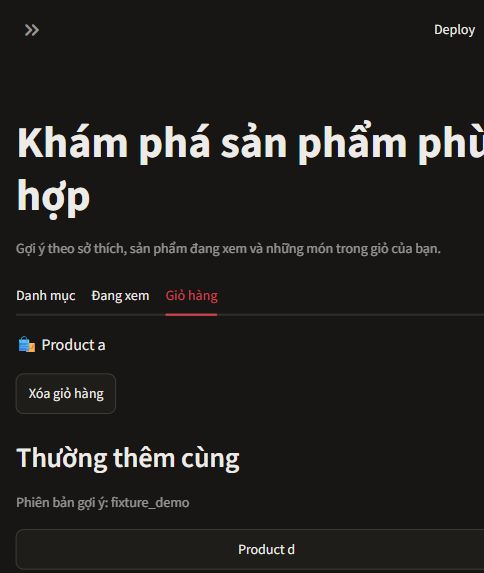 Deploy
Khám phá sản phẩm phù
hợp
Gợi ý theo sở thích, sản phẩm đang xem và những món trong giỏ của bạn.
Danh mục Đang xem Giỏ hàng
Product a
Xóa giỏ hàng
Thường thêm cùng
Phiên bản gợi ý: fixture_demo
Product d